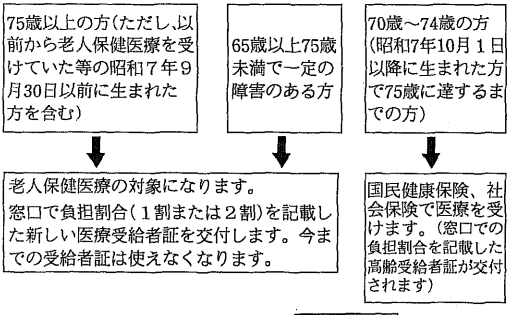 75歳以上の方(ただし、以
前から老人保健医療を受
けていた等の昭和7年9
月30日以前に生まれた
方を含む)
65歳以上75歳
未満で一定の
障害のある方
70歳～74歳の方
(昭和7年10月1日
以降に生まれた方
で75歳に達するま
での方)
老人保健医療の対象になります。
窓口で負担割合(1割または2割)を記載し
た新しい医療受給者証を交付します。今ま
での受給者証は使えなくなります。
国民健康保険、社
会保険で医療を受
けます。(窓口での
負担割合を記載した
高齢受給者証が交付
されます)